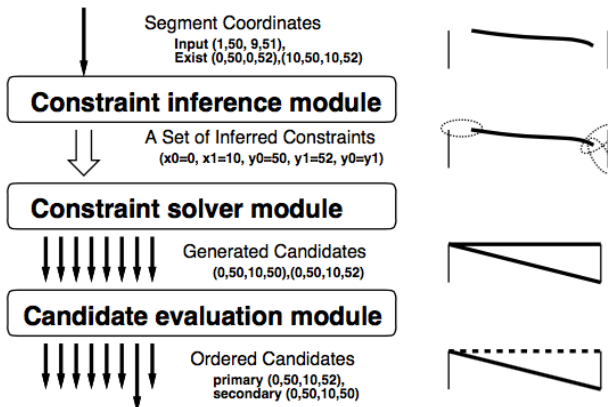 Segment Coordinates
Input (1,50, 9,51),
Exist (0,50,0,52),(10,50,10,52)
Constraint inference module
A Set of Inferred Constraints
(x0=0, x1=10, y0=50, y1=52, y0=y1)
Constraint solver module
Generated Candidates
(0,50,10,50),(0,50,10,52)
Candidate evaluation module
Ordered Candidates
primary (0,50,10,52),
secondary (0,50,10,50)